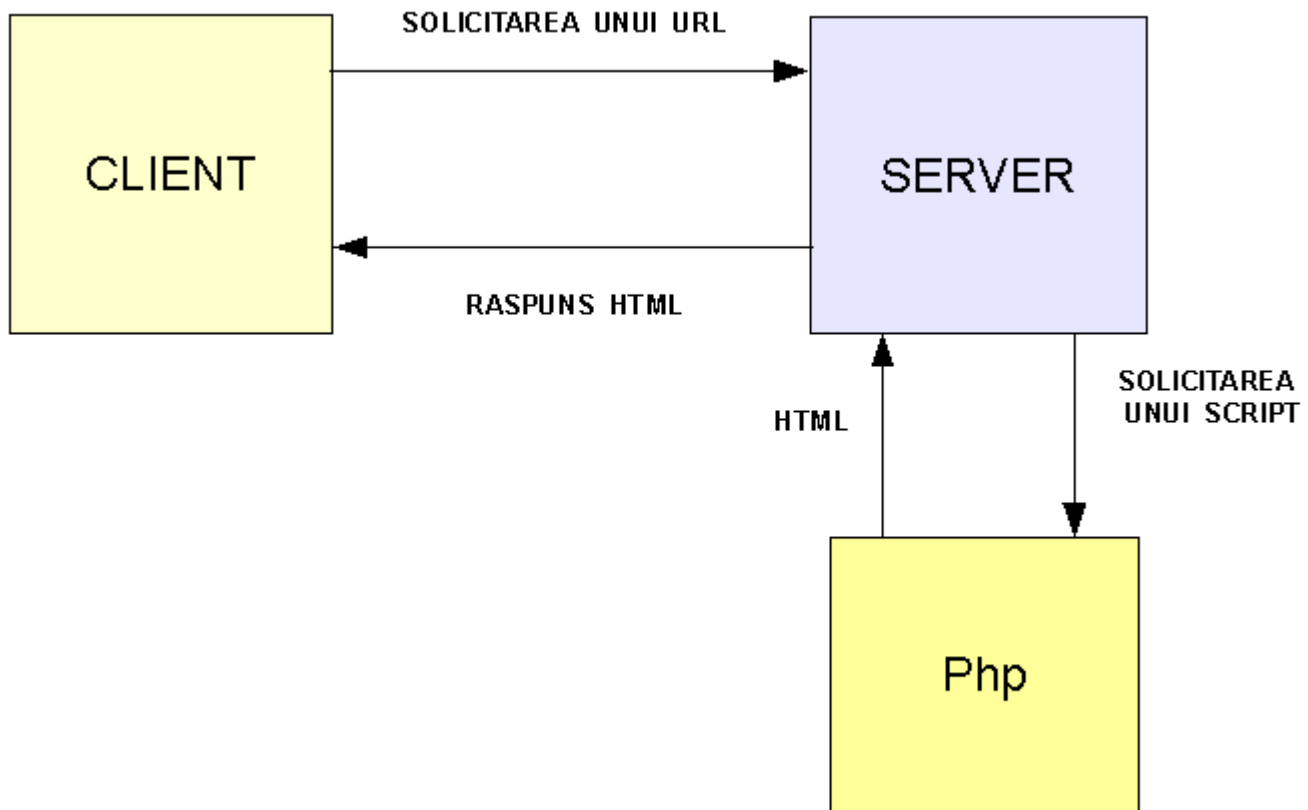 SOLICITAREA UNUI URL
CLIENT
SERVER
RASPUNS HTML
SOLICITAREA
UNUI SCRIPT
HTML
Php